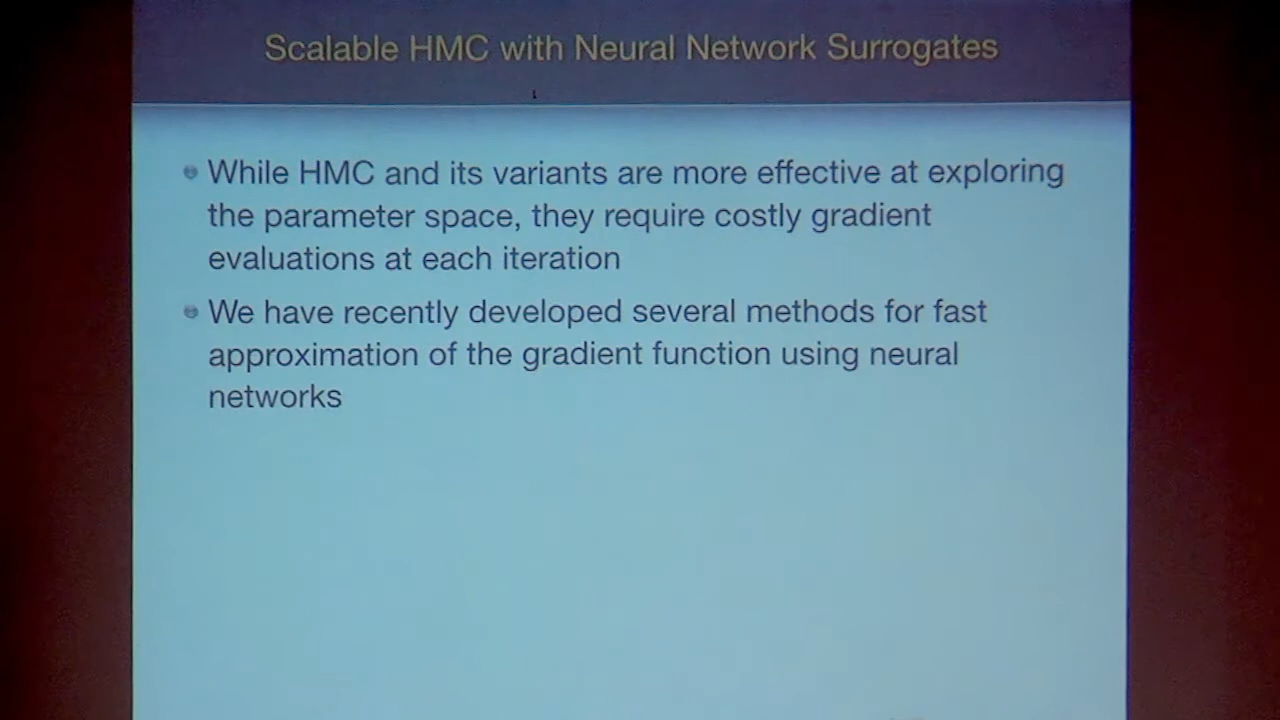 Scalable HMC with Neural Network Surrogates
While HMC and its variants are more effective at exploring
the parameter space, they require costly gradient
evaluations at each iteration
We have recently developed several methods for fast
approximation of the gradient function using neural
networks